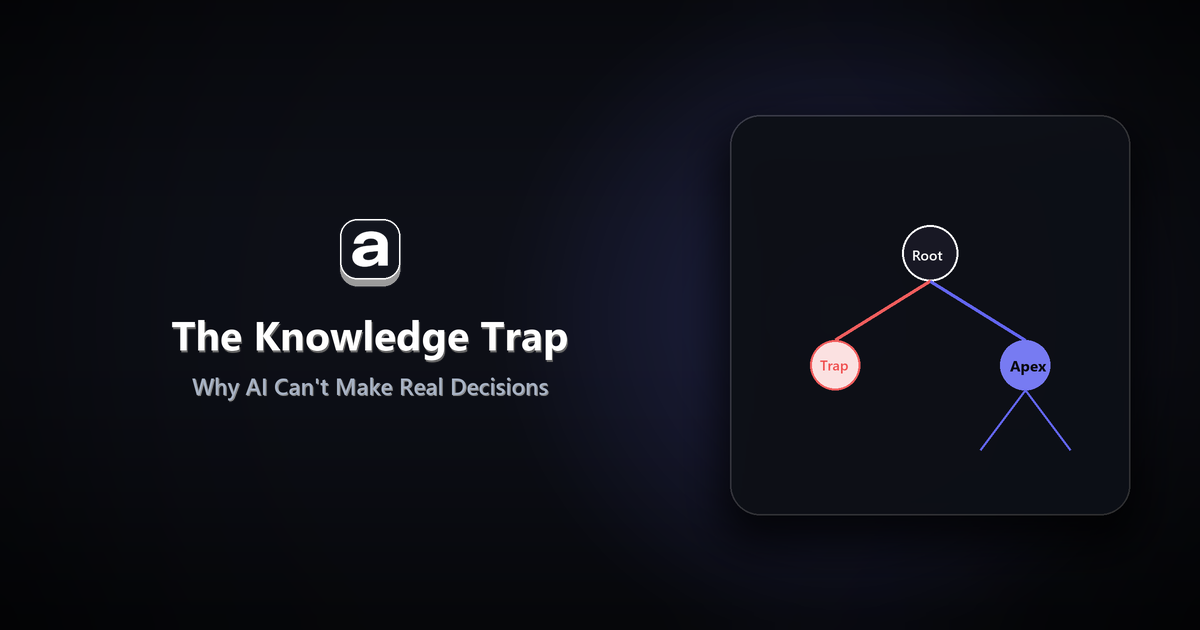 a
The Knowledge Trap
Why AI Can't Make Real Decisions
Root
Trap
Apex